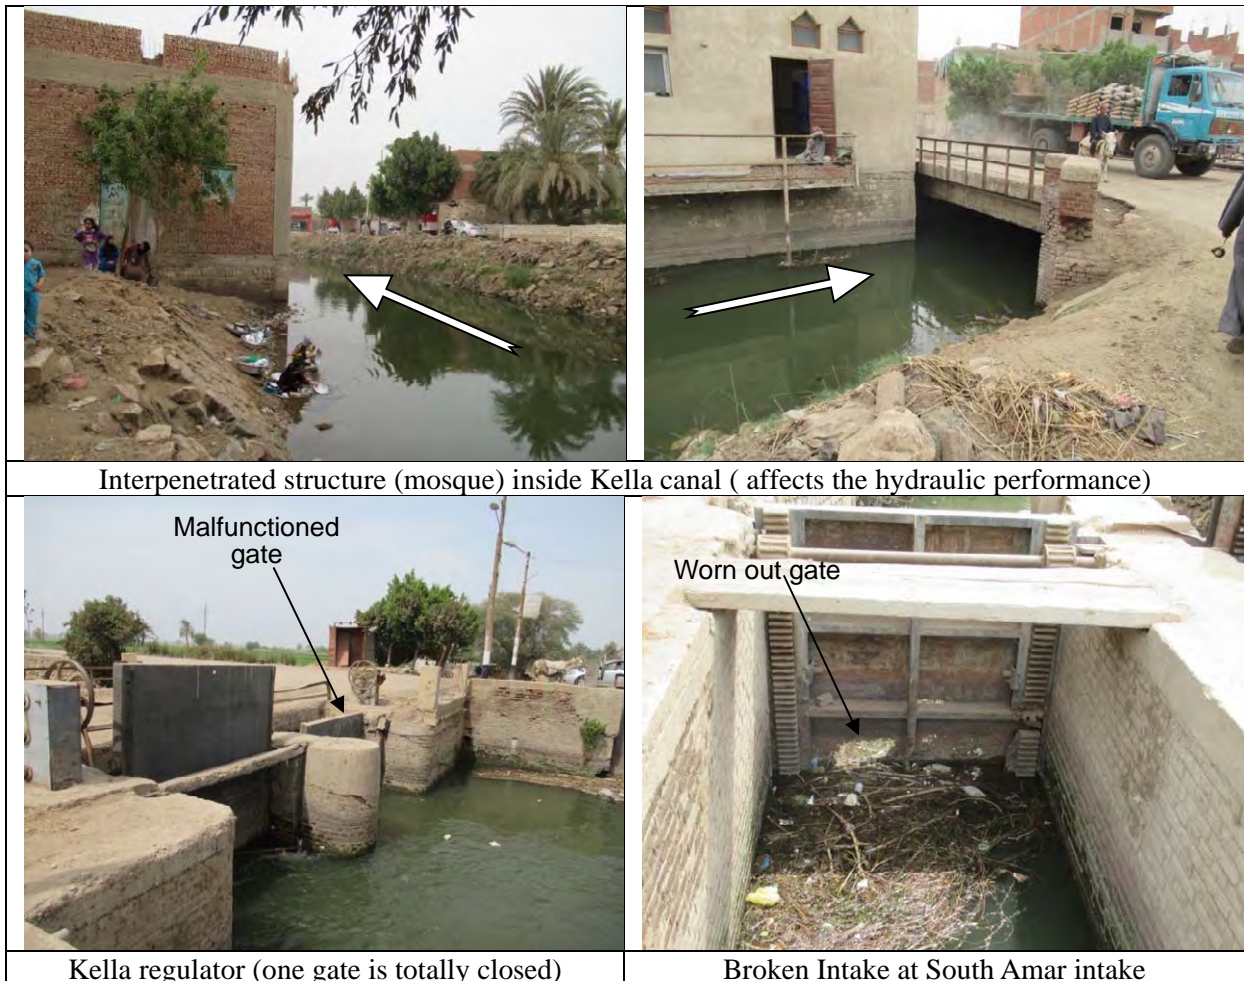 Interpenetrated structure (mosque) inside Kella canal ( affects the hydraulic performance)
Malfunctioned
gate
Worn out gate
Kella regulator (one gate is totally closed)
Broken Intake at South Amar intake